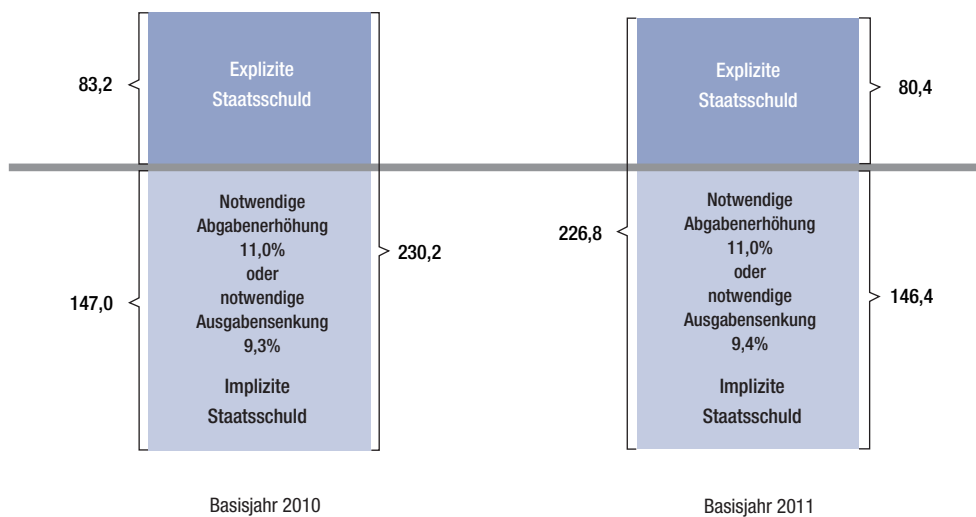 83,2
Explizite
Staatsschuld
147,0
Notwendige
Abgabenerhöhung
11,0%
oder
notwendige
Ausgabensenkung
9,3%
Implizite
Staatsschuld
230,2
Basisjahr 2010
226,8
Explizite
Staatsschuld
80,4
Notwendige
Abgabenerhöhung
11,0%
oder
notwendige
Ausgabensenkung
9,4%
Implizite
Staatsschuld
146,4
Basisjahr 2011